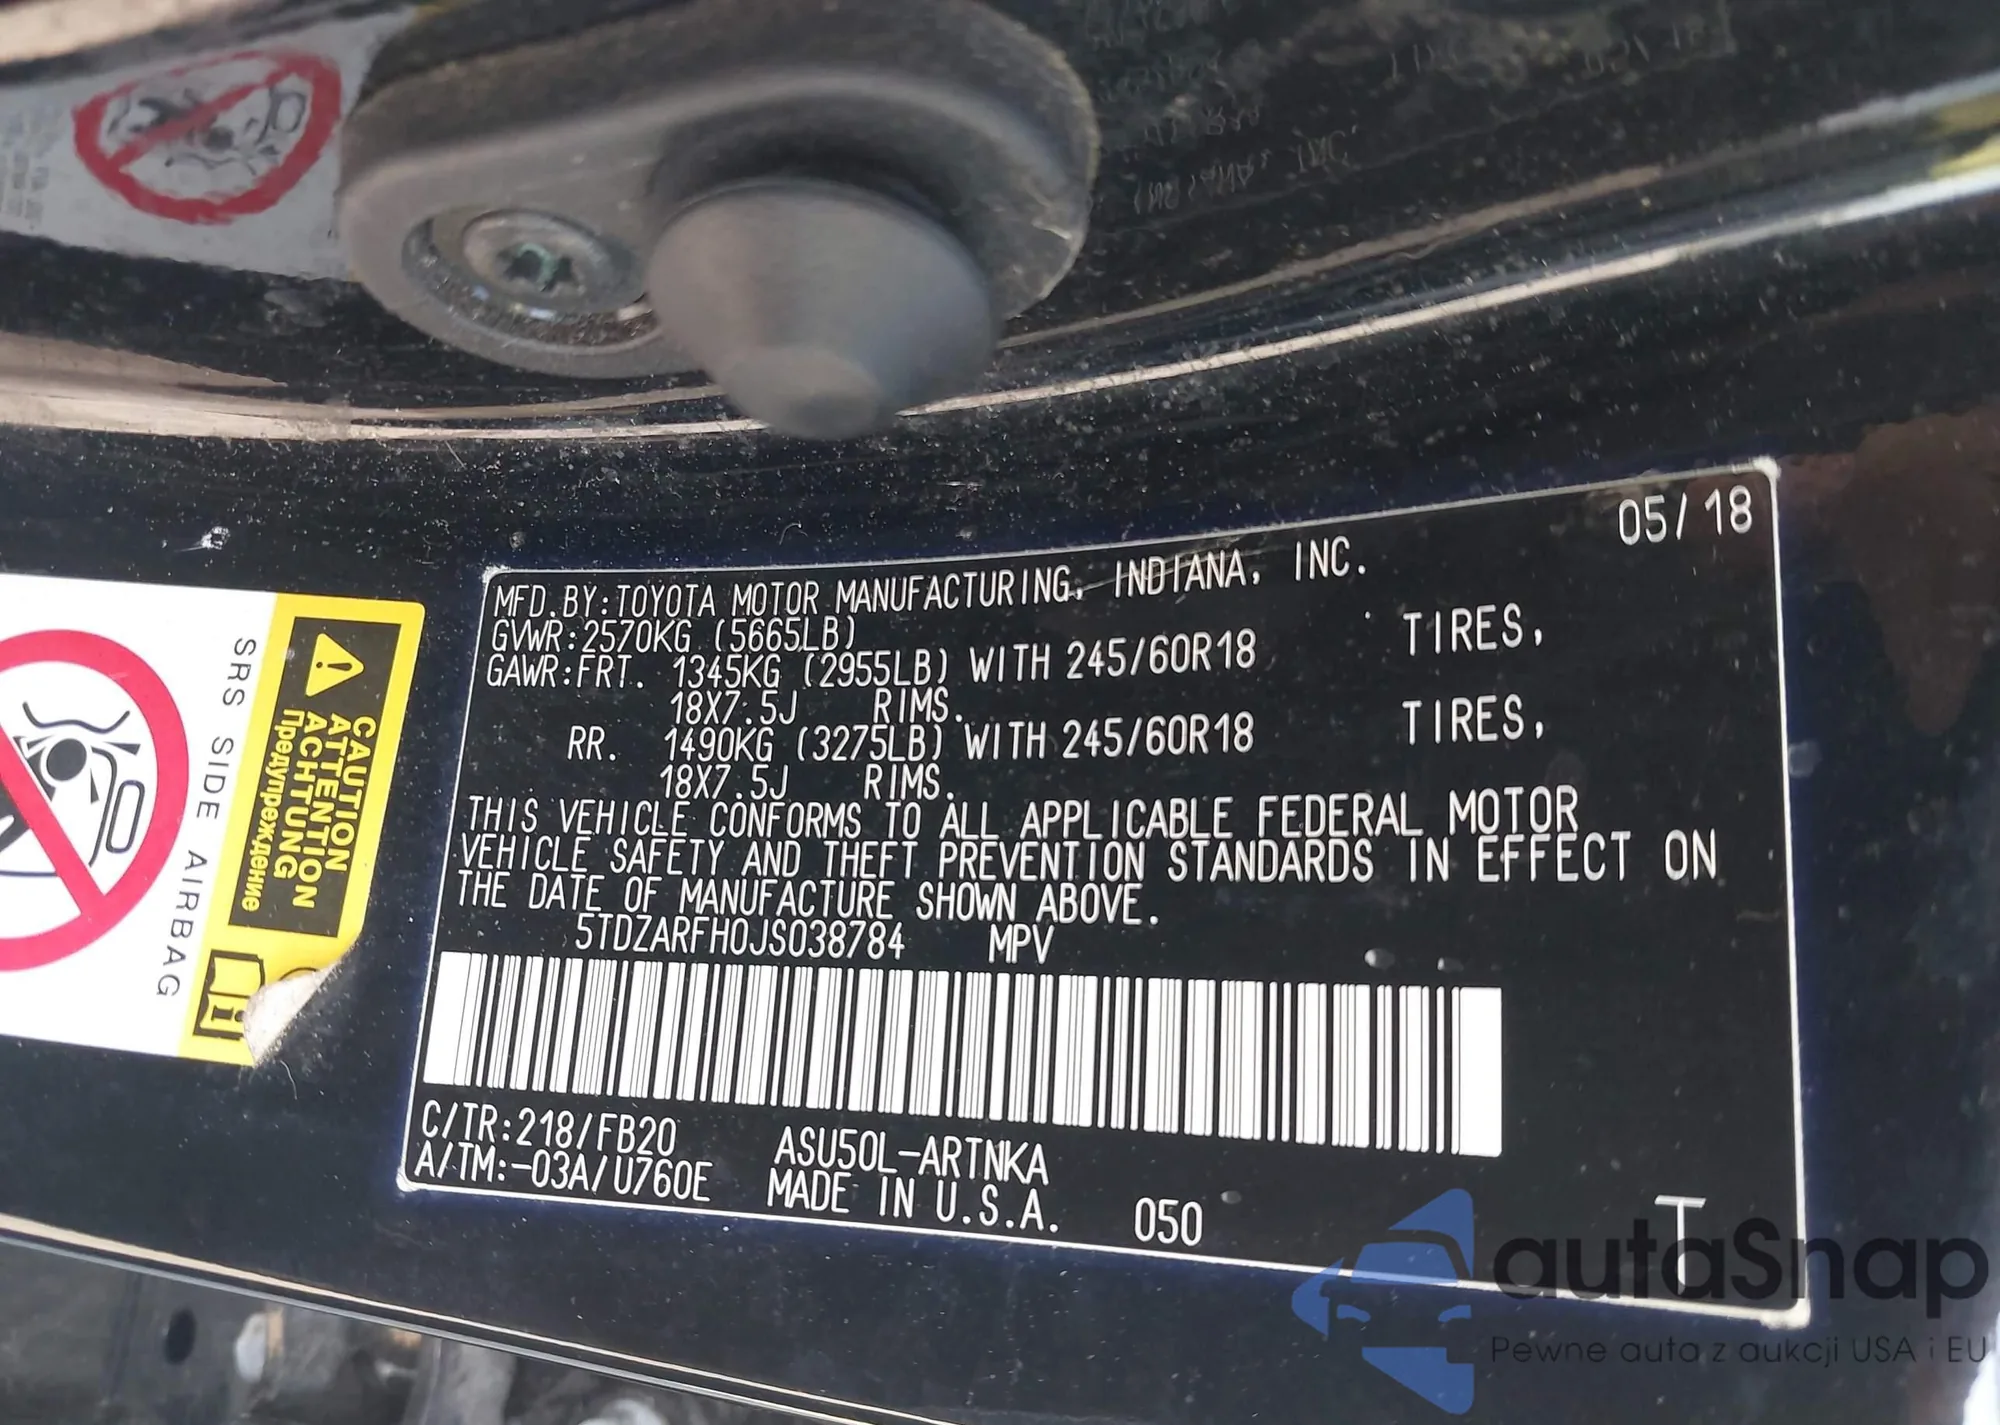 05/18
MFD.BY:TOYOTA MOTOR MANUFACTURING, INDIANA, INC.
GVWR:2570KG (5665LB)
GAWR:FRT. 1345KG (2955LB) WITH 245/60R18 TIRES,
18X7.5J RIMS.
RR. 1490KG (3275LB) WITH 245/60R18 TIRES,
18X7.5J RIMS.
THIS VEHICLE CONFORMS TO ALL APPLICABLE FEDERAL MOTOR
VEHICLE SAFETY AND THEFT PREVENTION STANDARDS IN EFFECT ON
THE DATE OF MANUFACTURE SHOWN ABOVE.
5TDZARFH0JS038784 MPV
C/TR:218/FB20 ASU50L-ARTNKA
A/TM:-03A/U760E MADE IN U.S.A. 050 T
CAUTION
ATTENTION
ACHTUNG
Предупреждение
SRS SIDE AIRBAG
autaSnap
Pewne auta z aukcji USA i EU